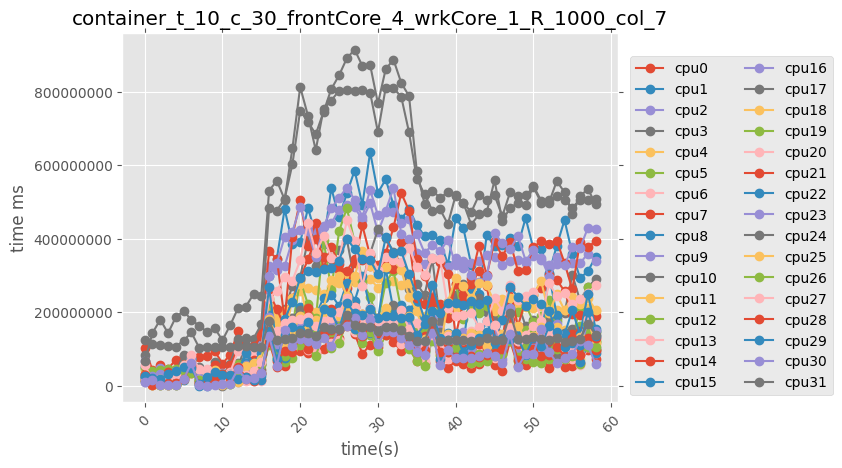 container_t_10_c_30_frontCore_4_wrkCore_1_R_1000_col_7
800000000
600000000
400000000
200000000
0
time ms
0
10
20
30
40
50
60
time(s)
cpu0
cpu1
cpu2
cpu3
cpu4
cpu5
cpu6
cpu7
cpu8
cpu9
cpu10
cpu11
cpu12
cpu13
cpu14
cpu15
cpu16
cpu17
cpu18
cpu19
cpu20
cpu21
cpu22
cpu23
cpu24
cpu25
cpu26
cpu27
cpu28
cpu29
cpu30
cpu31